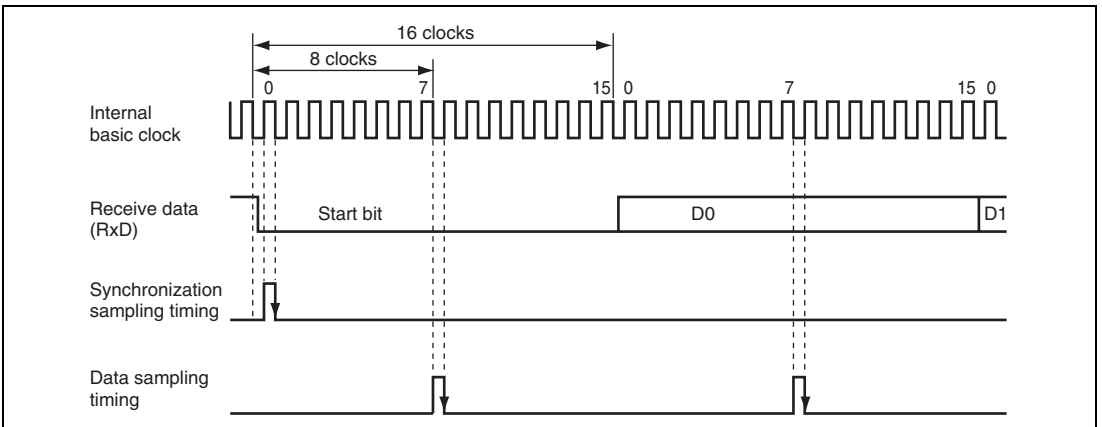 16 clocks
8 clocks
0 7 15 0 7 15 0
Internal
basic clock
Receive data
(RxD)
Start bit D0 D1
Synchronization
sampling timing
Data sampling
timing